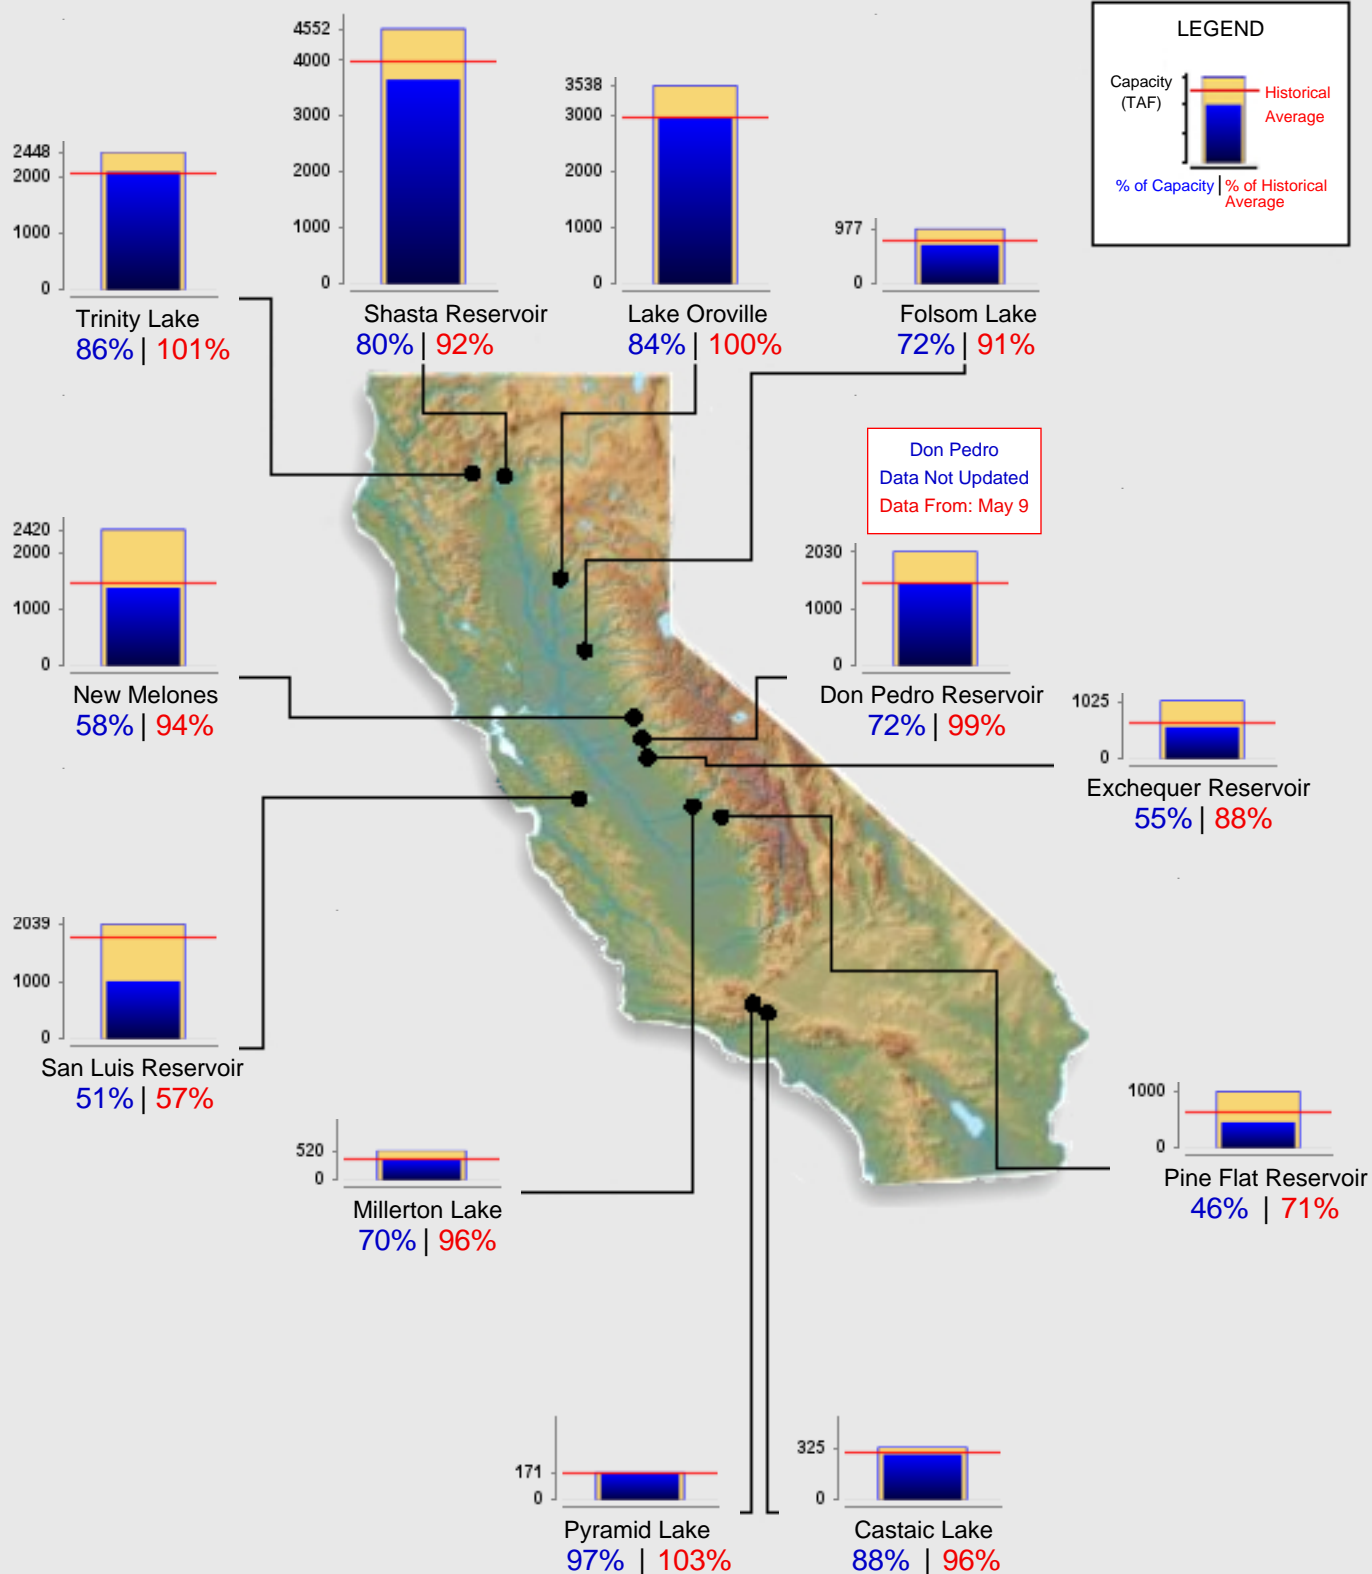 LEGEND
Capacity
(TAF)
Historical
Average
% of Capacity | % of Historical
Average
4552
4000
3000
2000
1000
0
Shasta Reservoir
80% | 92%
3538
3000
2000
1000
0
Lake Oroville
84% | 100%
2448
2000
1000
0
Trinity Lake
86% | 101%
977
0
Folsom Lake
72% | 91%
Don Pedro
Data Not Updated
Data From: May 9
2420
2000
1000
0
New Melones
58% | 94%
2030
1000
0
Don Pedro Reservoir
72% | 99%
1025
0
Exchequer Reservoir
55% | 88%
2039
1000
0
San Luis Reservoir
51% | 57%
520
0
Millerton Lake
70% | 96%
1000
0
Pine Flat Reservoir
46% | 71%
171
0
Pyramid Lake
97% | 103%
325
0
Castaic Lake
88% | 96%